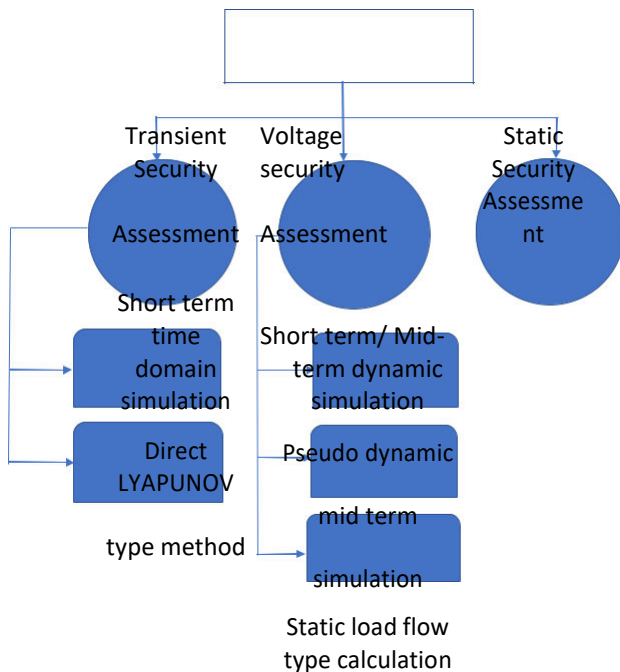 Transient
Security
Assessment
Voltage
security
Assessment
Static
Security
Assessme
nt
Short term
time
domain
simulation
Direct
LYAPUNOV
type method
Short term/ Mid-
term dynamic
simulation
Pseudo dynamic
mid term
simulation
Static load flow
type calculation